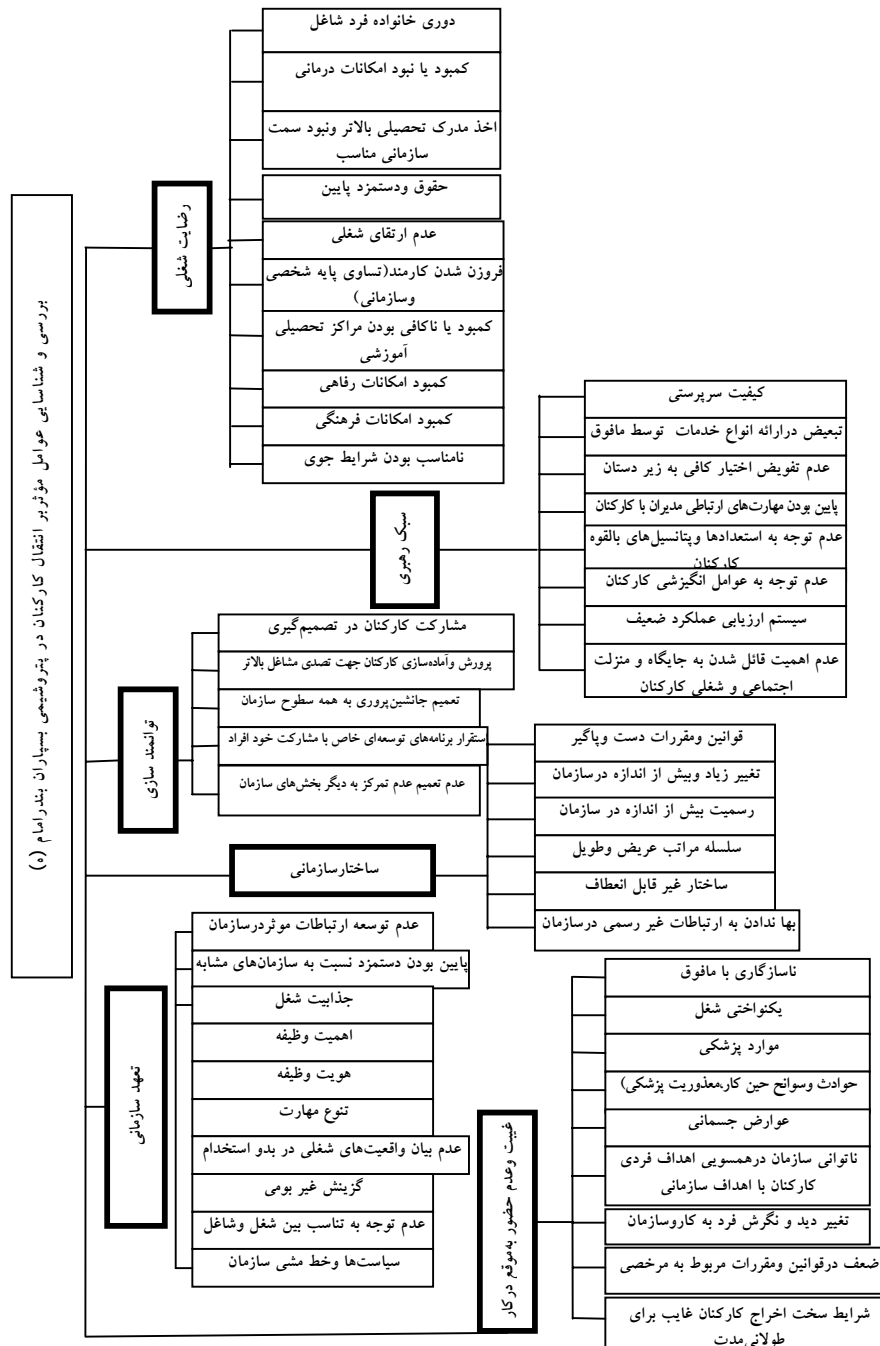 بررسی و شناسایی عوامل مؤثربر انتقال کارکنان در پتروشیمی بسپاران بندرامام (ه)
رضایت شغلی
دوری خانواده فرد شاغل
کمبود یا نبود امکانات درمانی
اخذ مدرک تحصیلی بالاتر ونبود سمت
سازمانی مناسب
حقوق ودستمزد پایین
عدم ارتقای شغلی
فروزن شدن کارمند(تساوی پایه شخصی
وسازمانی)
کمبود یا ناکافی بودن مراکز تحصیلی
آموزشی
کمبود امکانات رفاهی
کمبود امکانات فرهنگی
نامناسب بودن شرایط جوی
سبک رهبری
کیفیت سرپرستی
تبعیض درارائه انواع خدمات توسط مافوق
عدم تفویض اختیار کافی به زیر دستان
پایین بودن مهارت‌های ارتباطی مدیران با کارکنان
عدم توجه به استعدادها وپتانسیل‌های بالقوه
کارکنان
عدم توجه به عوامل انگیزشی کارکنان
سیستم ارزیابی عملکرد ضعیف
عدم اهمیت قائل شدن به جایگاه و منزلت
اجتماعی و شغلی کارکنان
توانمند سازی
مشارکت کارکنان در تصمیم‌گیری
پرورش وآماده‌سازی کارکنان جهت تصدی مشاغل بالاتر
تعمیم جانشین‌پروری به همه سطوح سازمان
استقرار برنامه‌های توسعه‌ای خاص با مشارکت خود افراد
عدم تعمیم عدم تمرکز به دیگر بخش‌های سازمان
ساختارسازمانی
قوانین ومقررات دست وپاگیر
تغییر زیاد وبیش از اندازه درسازمان
رسمیت بیش از اندازه در سازمان
سلسله مراتب عریض وطویل
ساختار غیر قابل انعطاف
بها ندادن به ارتباطات غیر رسمی درسازمان
تعهد سازمانی
عدم توسعه ارتباطات موثردرسازمان
پایین بودن دستمزد نسبت به سازمان‌های مشابه
جذابیت شغل
اهمیت وظیفه
هویت وظیفه
تنوع مهارت
عدم بیان واقعیت‌های شغلی در بدو استخدام
گزینش غیر بومی
عدم توجه به تناسب بین شغل وشاغل
سیاست‌ها وخط مشی سازمان
غیبت وعدم حضور به‌موقع درکار
ناسازگاری با مافوق
یکنواختی شغل
موارد پزشکی
حوادث وسوانح حین کار،معذوریت پزشکی)
عوارض جسمانی
ناتوانی سازمان درهمسویی اهداف فردی
کارکنان با اهداف سازمانی
تغییر دید و نگرش فرد به کاروسازمان
ضعف درقوانین ومقررات مربوط به مرخصی
شرایط سخت اخراج کارکنان غایب برای
طولانی‌مدت